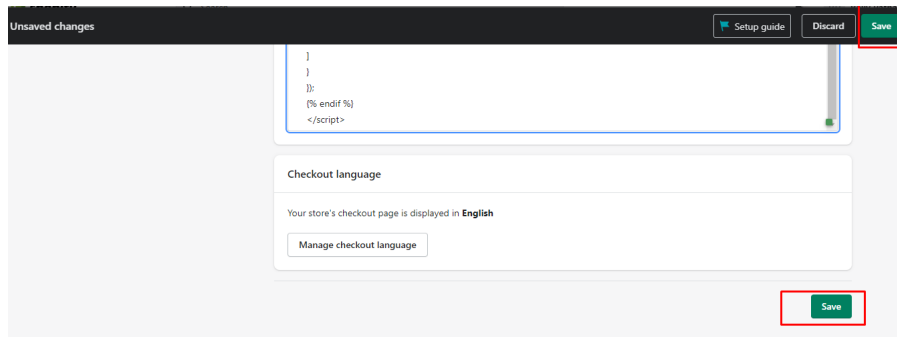 Unsaved changes
Setup guide
Discard
Save
]
}
});
{% endif %}
</script>
Checkout language
Your store's checkout page is displayed in English
Manage checkout language
Save